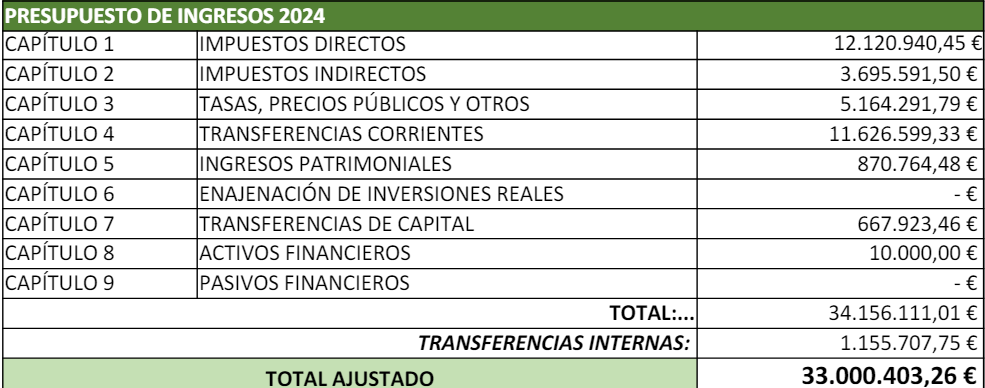 PRESUPUESTO DE INGRESOS 2024
CAPÍTULO 1 IMPUESTOS DIRECTOS 12.120.940,45 €
CAPÍTULO 2 IMPUESTOS INDIRECTOS 3.695.591,50 €
CAPÍTULO 3 TASAS, PRECIOS PÚBLICOS Y OTROS 5.164.291,79 €
CAPÍTULO 4 TRANSFERENCIAS CORRIENTES 11.626.599,33 €
CAPÍTULO 5 INGRESOS PATRIMONIALES 870.764,48 €
CAPÍTULO 6 ENAJENACIÓN DE INVERSIONES REALES - €
CAPÍTULO 7 TRANSFERENCIAS DE CAPITAL 667.923,46 €
CAPÍTULO 8 ACTIVOS FINANCIEROS 10.000,00 €
CAPÍTULO 9 PASIVOS FINANCIEROS - €
TOTAL:... 34.156.111,01 €
TRANSFERENCIAS INTERNAS: 1.155.707,75 €
TOTAL AJUSTADO 33.000.403,26 €